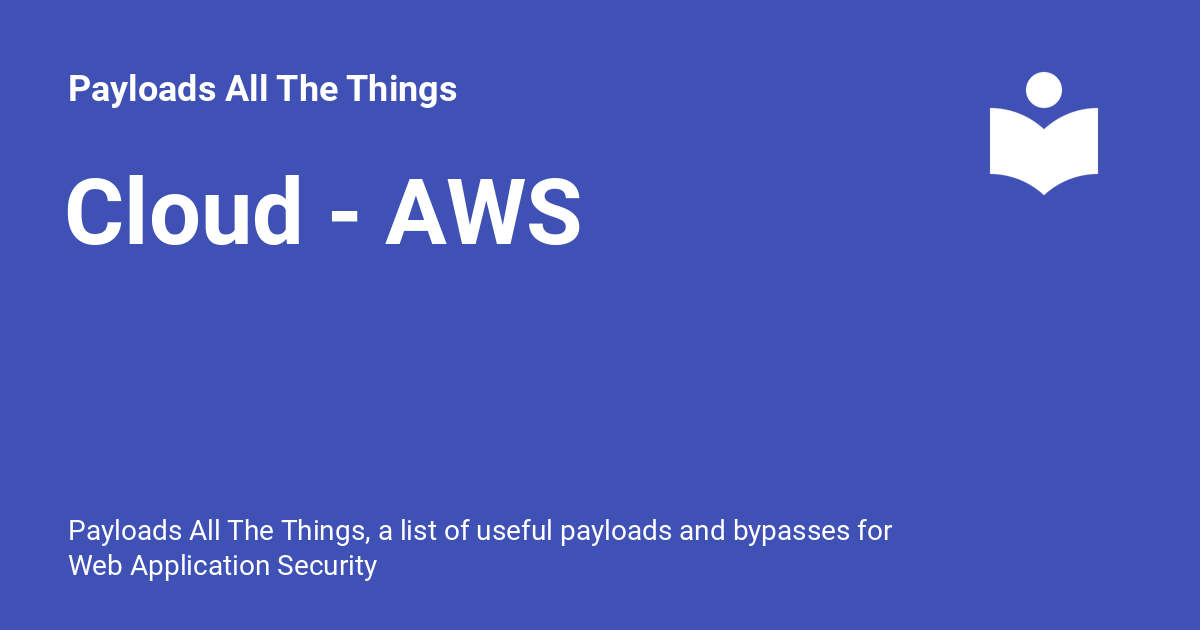 Payloads All The Things
Cloud - AWS
Payloads All The Things, a list of useful payloads and bypasses for
Web Application Security